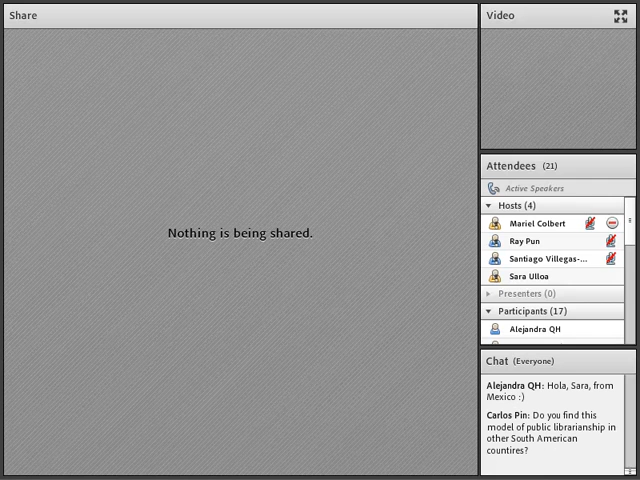 Share
Nothing is being shared.
Video
Attendees (21)
Active Speakers
Hosts (4)
Mariel Colbert
Ray Pun
Santiago Villegas-...
Sara Ulloa
Presenters (0)
Participants (17)
Alejandra QH
Chat (Everyone)
Alejandra QH: Hola, Sara, from
Mexico :)
Carlos Pin: Do you find this
model of public librarianship in
other South American
countires?